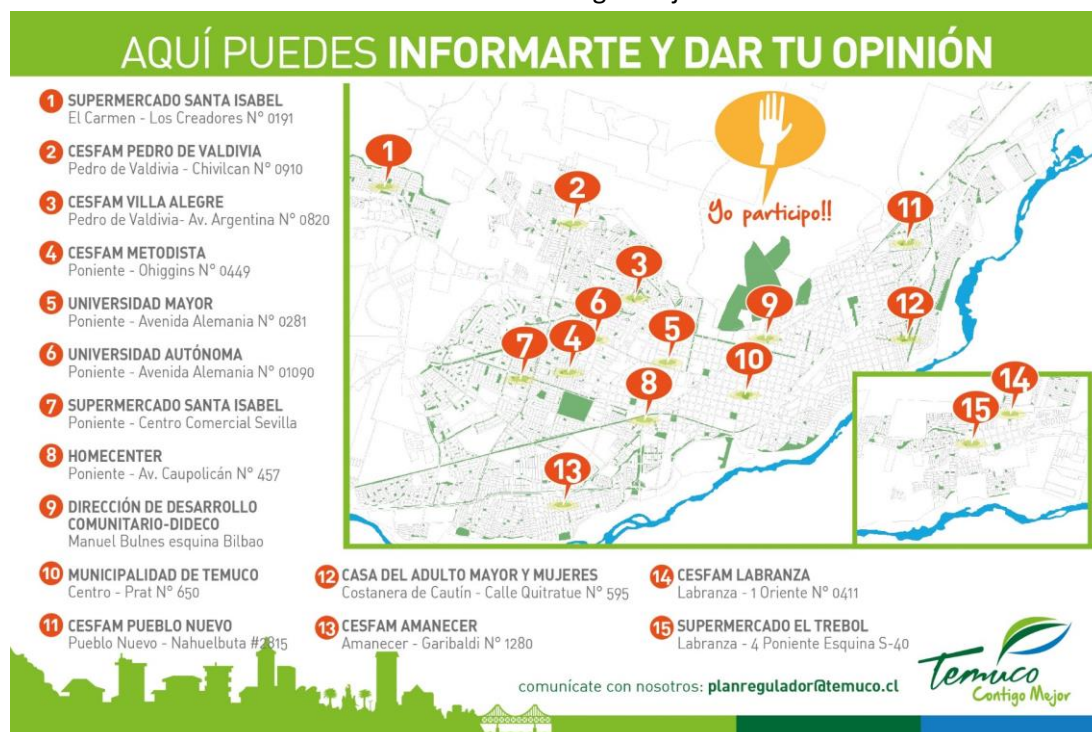 AQUÍ PUEDES INFORMARTE Y DAR TU OPINIÓN
1 SUPERMERCADO SANTA ISABEL
El Carmen - Los Creadores N° 0191
2 CESFAM PEDRO DE VALDIVIA
Pedro de Valdivia - Chivilcan N° 0910
3 CESFAM VILLA ALEGRE
Pedro de Valdivia- Av. Argentina N° 0820
4 CESFAM METODISTA
Poniente - Ohiggins N° 0449
5 UNIVERSIDAD MAYOR
Poniente - Avenida Alemania N° 0281
6 UNIVERSIDAD AUTÓNOMA
Poniente - Avenida Alemania N° 01090
7 SUPERMERCADO SANTA ISABEL
Poniente - Centro Comercial Sevilla
8 HOMECENTER
Poniente - Av. Caupolicán N° 457
9 DIRECCIÓN DE DESARROLLO
COMUNITARIO-DIDECO
Manuel Bulnes esquina Bilbao
10 MUNICIPALIDAD DE TEMUCO
Centro - Prat N° 650
11 CESFAM PUEBLO NUEVO
Pueblo Nuevo - Nahuelbuta #2815
12 CASA DEL ADULTO MAYOR Y MUJERES
Costanera de Cautín - Calle Quitratue N° 595
13 CESFAM AMANECER
Amanecer - Garibaldi N° 1280
14 CESFAM LABRANZA
Labranza - 1 Oriente N° 0411
15 SUPERMERCADO EL TREBOL
Labranza - 4 Poniente Esquina S-40
Yo participo!!
1
2
3
4
5
6
7
8
9
10
11
12
13
14
15
comunícate con nosotros: planregulador@temuco.cl
Temuco
Contigo Mejor